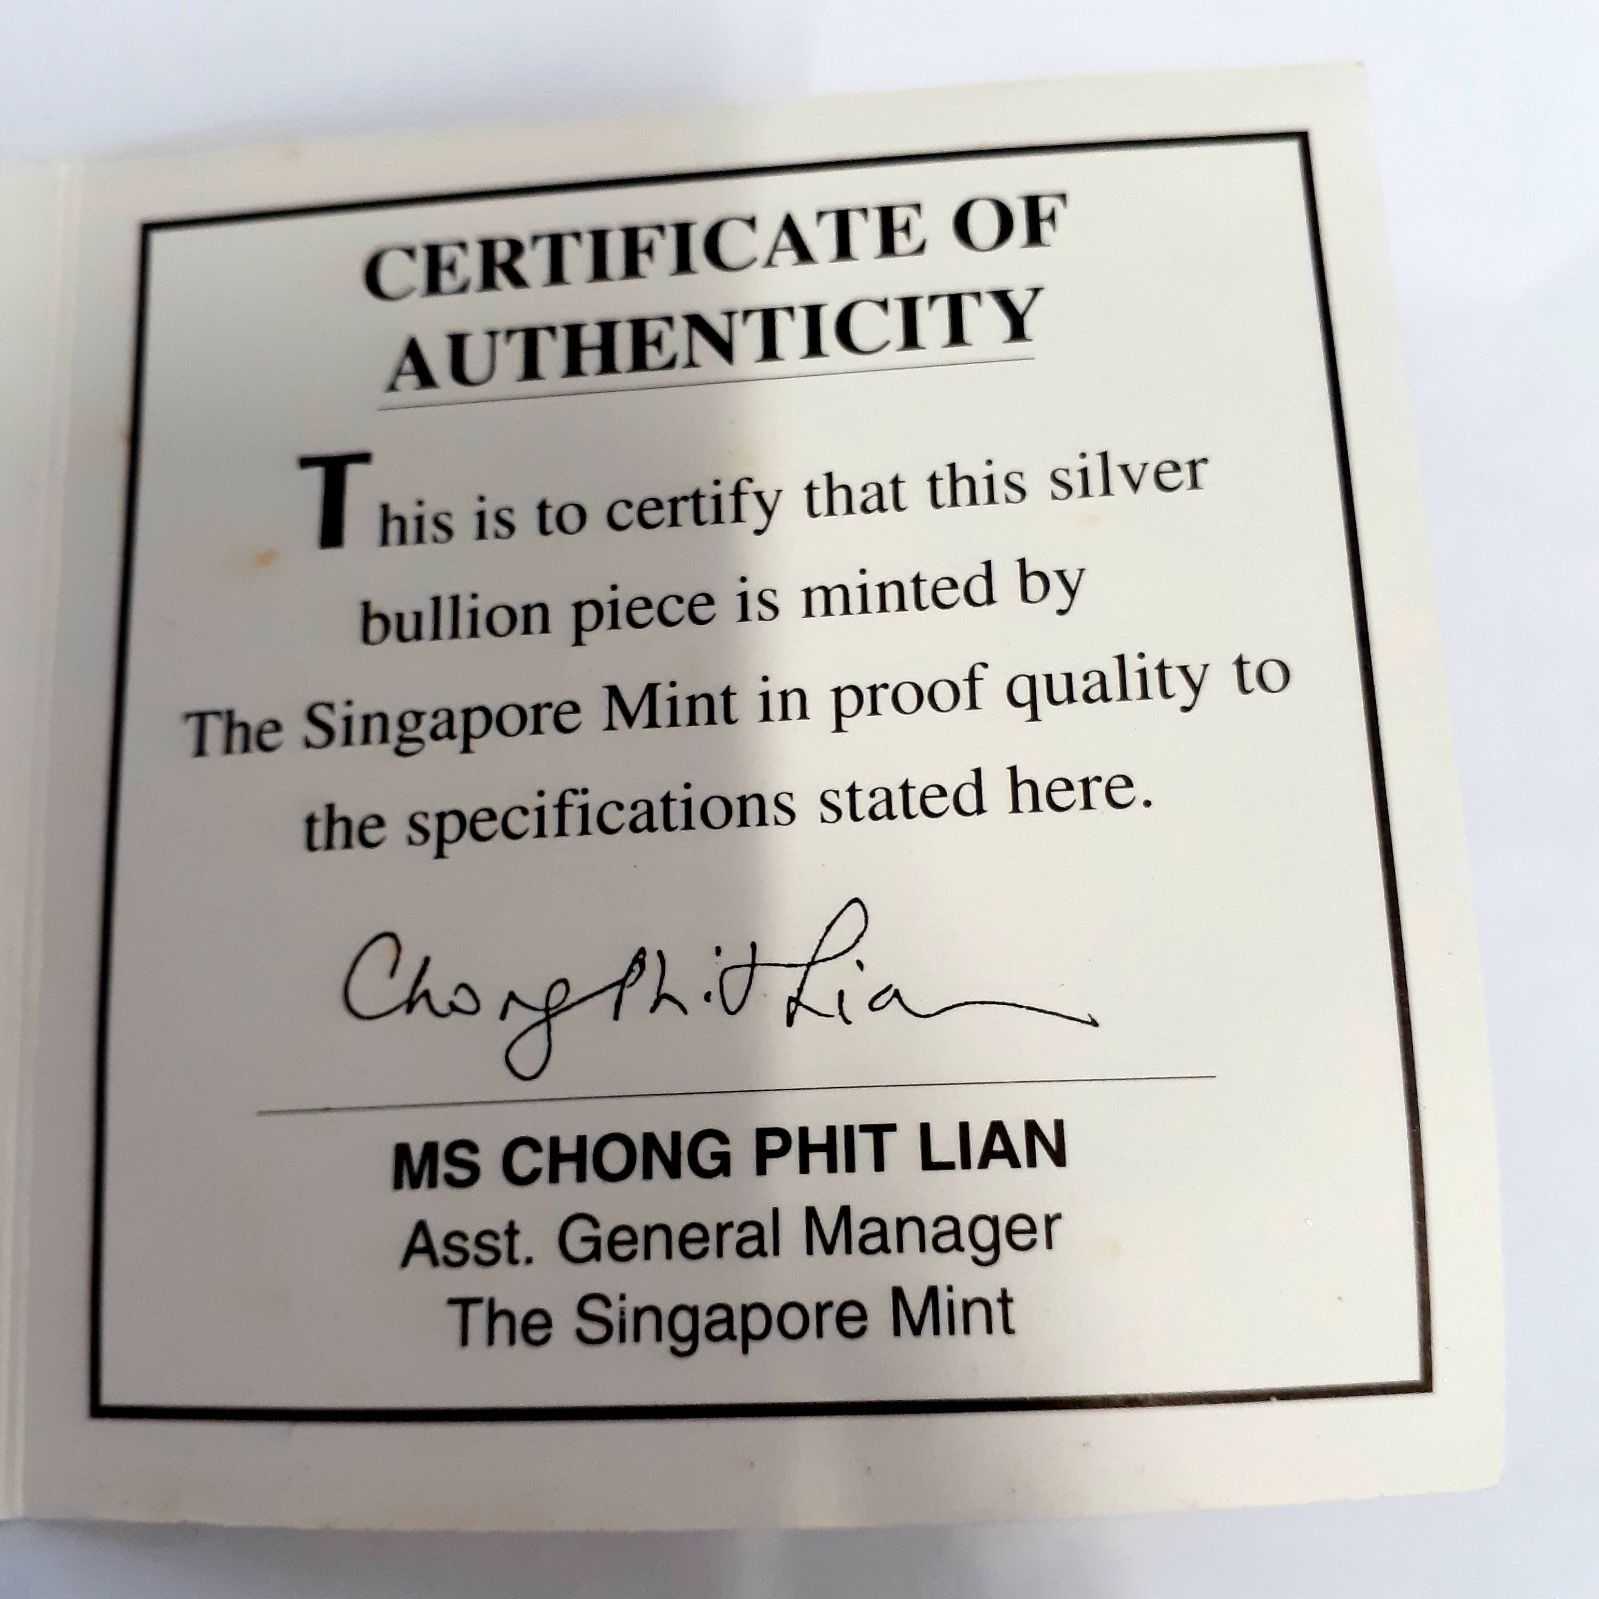 CERTIFICATE OF
AUTHENTICITY
This is to certify that this silver
bullion piece is minted by
The Singapore Mint in proof quality to
the specifications stated here.
Chong Phit Lian
MS CHONG PHIT LIAN
Asst. General Manager
The Singapore Mint